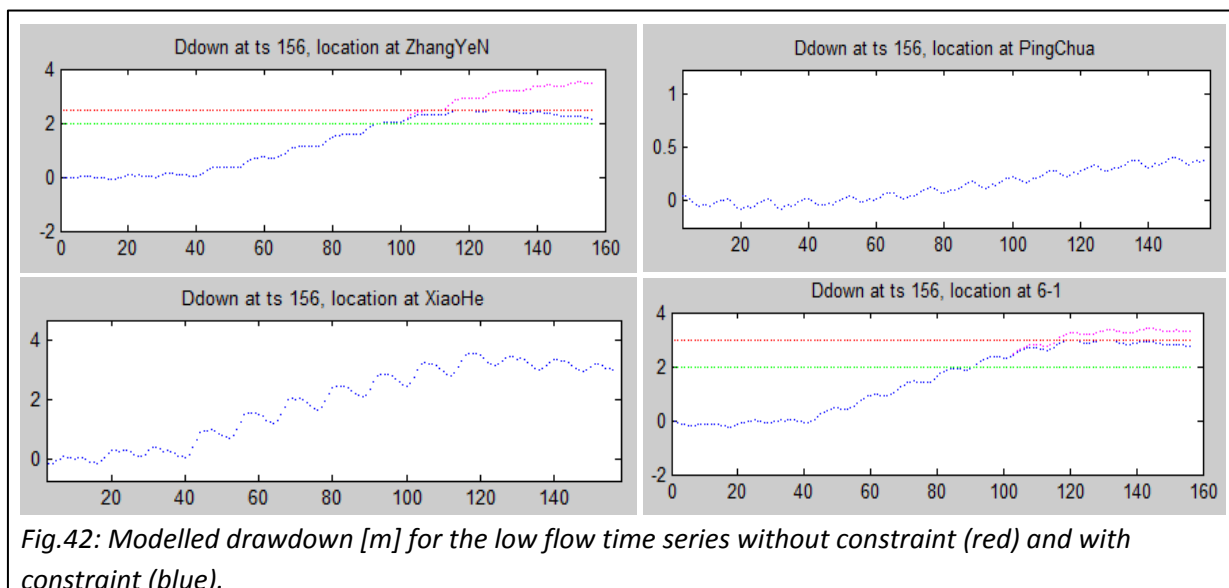 Ddown at ts 156, location at ZhangYeN
4
2
0
-2
0 20 40 60 80 100 120 140 160
Ddown at ts 156, location at PingChua
1
0.5
0
20 40 60 80 100 120 140
Ddown at ts 156, location at XiaoHe
4
2
0
20 40 60 80 100 120 140
Ddown at ts 156, location at 6-1
4
2
0
-2
0 20 40 60 80 100 120 140 160
Fig.42: Modelled drawdown [m] for the low flow time series without constraint (red) and with
constraint (blue).